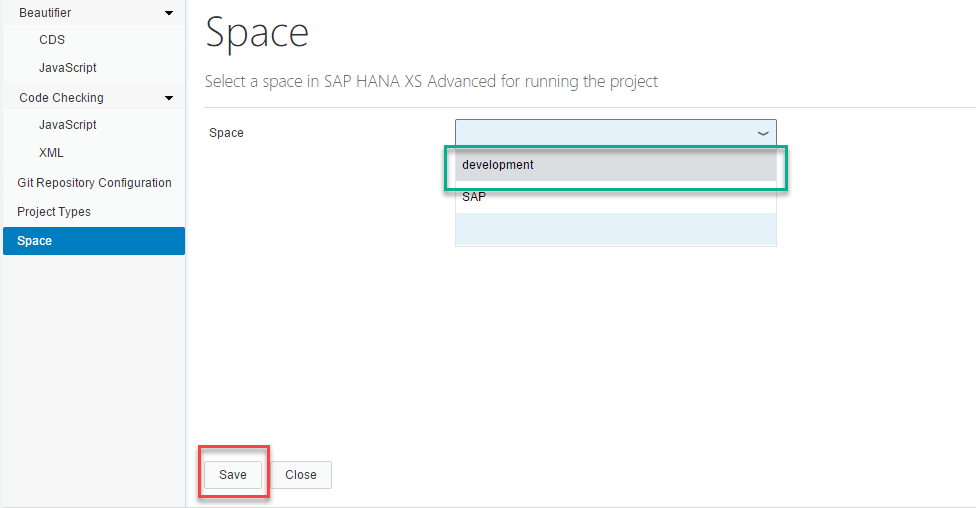 Beautifier
CDS
JavaScript
Code Checking
JavaScript
XML
Git Repository Configuration
Project Types
Space
Space
Select a space in SAP HANA XS Advanced for running the project
Space
development
SAP
Save Close